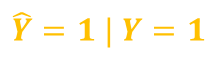 Ŷ = 1 | Y = 1